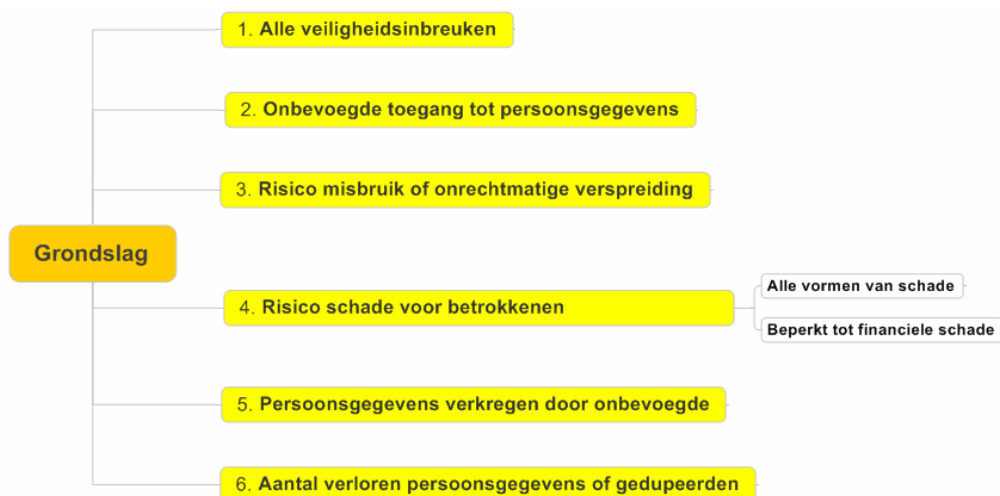 1. Alle veiligheidsinbreuken
2. Onbevoegde toegang tot persoonsgegevens
3. Risico misbruik of onrechtmatige verspreiding
Grondslag
4. Risico schade voor betrokkenen
Alle vormen van schade
Beperkt tot financiele schade
5. Persoonsgegevens verkregen door onbevoegde
6. Aantal verloren persoonsgegevens of gedupeerden